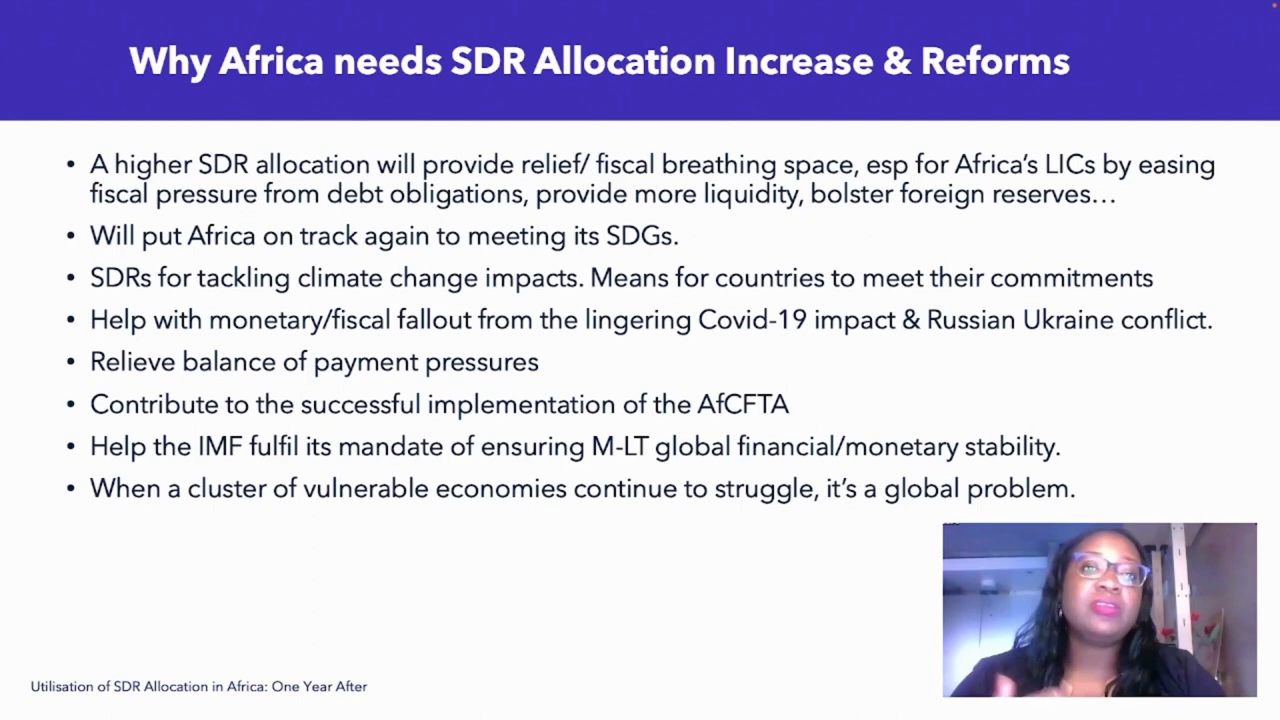 Why Africa needs SDR Allocation Increase & Reforms
• A higher SDR allocation will provide relief/ fiscal breathing space, esp for Africa’s LICs by easing
fiscal pressure from debt obligations, provide more liquidity, bolster foreign reserves…
• Will put Africa on track again to meeting its SDGs.
• SDRs for tackling climate change impacts. Means for countries to meet their commitments
• Help with monetary/fiscal fallout from the lingering Covid-19 impact & Russian Ukraine conflict.
• Relieve balance of payment pressures
• Contribute to the successful implementation of the AfCFTA
• Help the IMF fulfil its mandate of ensuring M-LT global financial/monetary stability.
• When a cluster of vulnerable economies continue to struggle, it’s a global problem.
Utilisation of SDR Allocation in Africa: One Year After